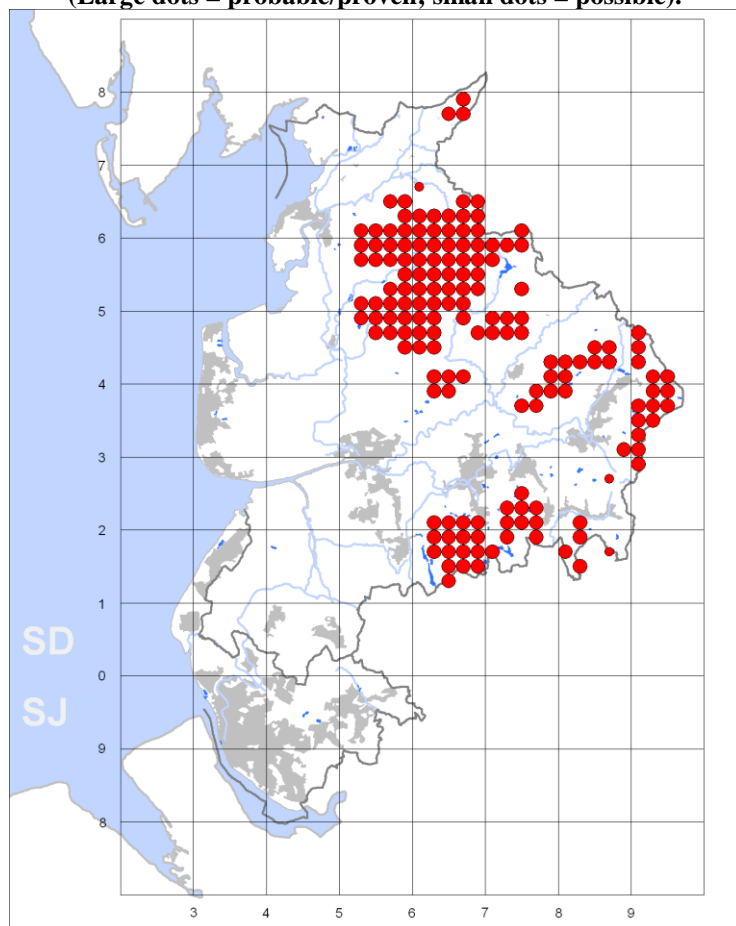 (Large dots = probable/proven; small dots = possible).
8
7
6
5
4
3
2
1
SD
0
SJ
9
8
3 4 5 6 7 8 9